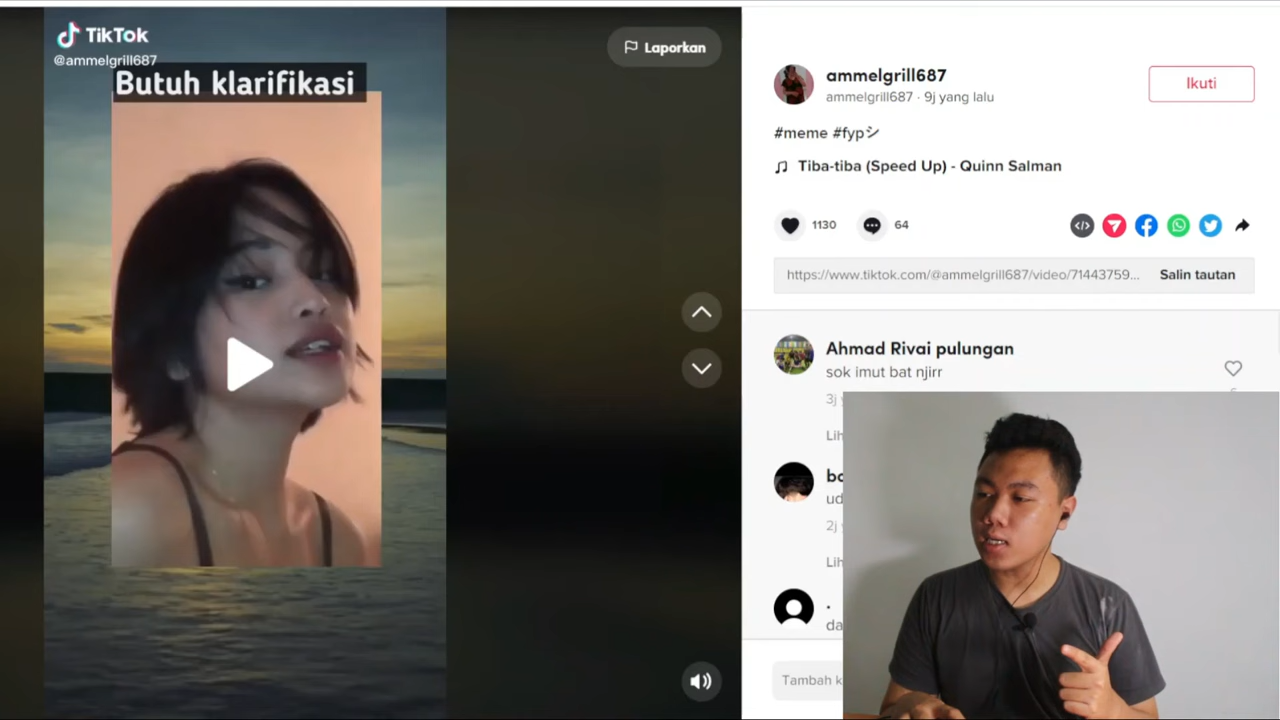 TikTok
@ammelgrill687
Butuh klarifikasi
Laporkan
ammelgrill687
ammelgrill687 · 9j yang lalu
Ikuti
#meme #fypシ
Tiba-tiba (Speed Up) - Quinn Salman
1130
64
https://www.tiktok.com/@ammelgrill687/video/71443759...
Salin tautan
Ahmad Rivai pulungan
sok imut bat njirr
3j
2j
Tambah